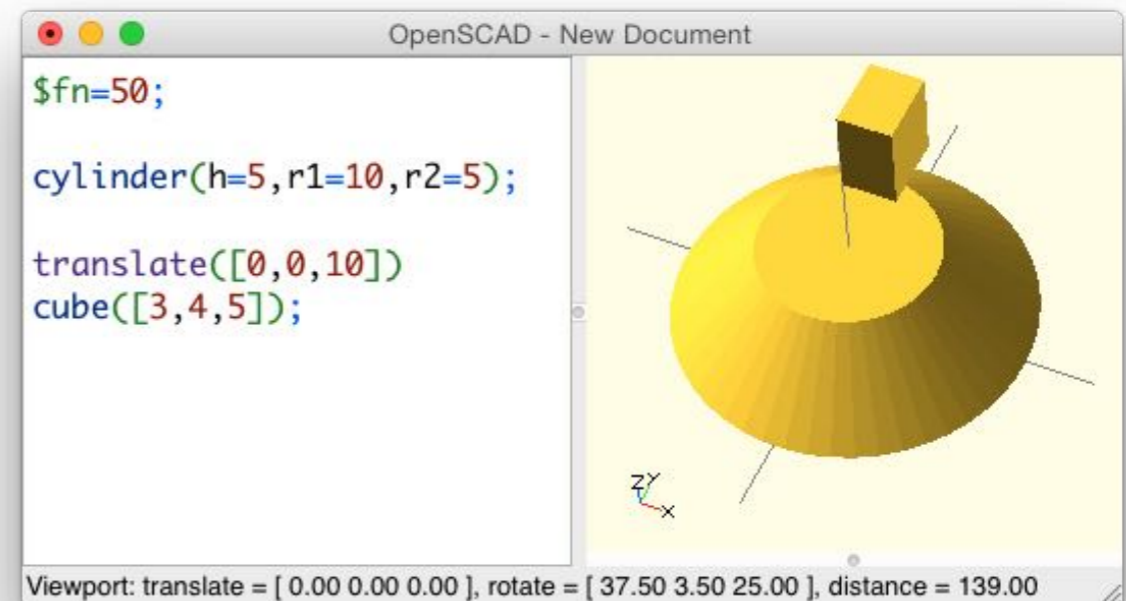 OpenSCAD - New Document
$fn=50;
cylinder(h=5,r1=10,r2=5);
translate([0,0,10])
cube([3,4,5]);
Z Y
X
Viewport: translate = [ 0.00 0.00 0.00 ], rotate = [ 37.50 3.50 25.00 ], distance = 139.00